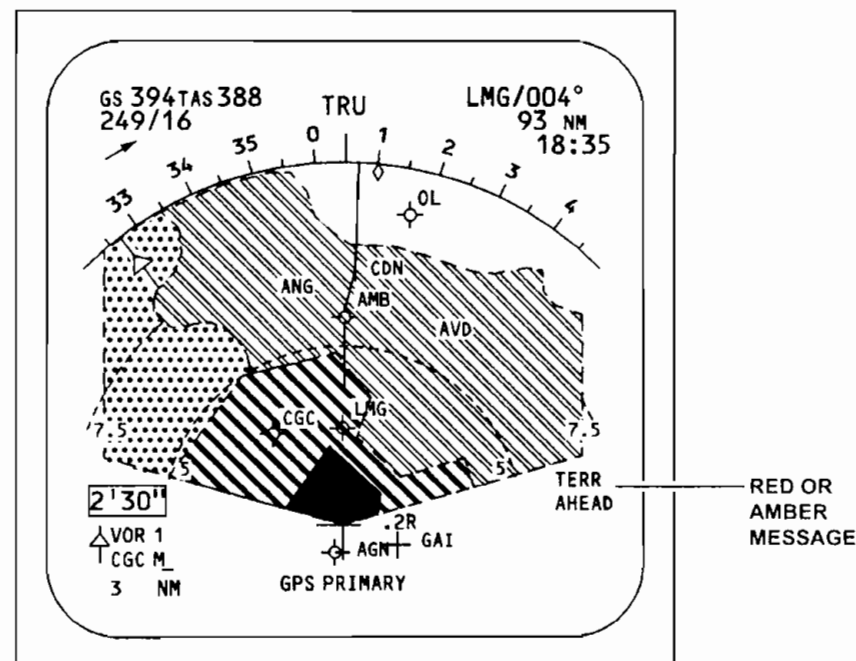 GS 394 TAS 388
249/16
TRU
LMG/004°
93 NM
18:35
33
34
35
0
1
2
3
4
OL
CDN
ANG
AMB
AVD
CGC
LMG
7.5
7.5
5
5
2'30"
TERR
AHEAD
RED OR
AMBER
MESSAGE
VOR 1
CGC M_
3 NM
.2R
AGN
GAI
GPS PRIMARY